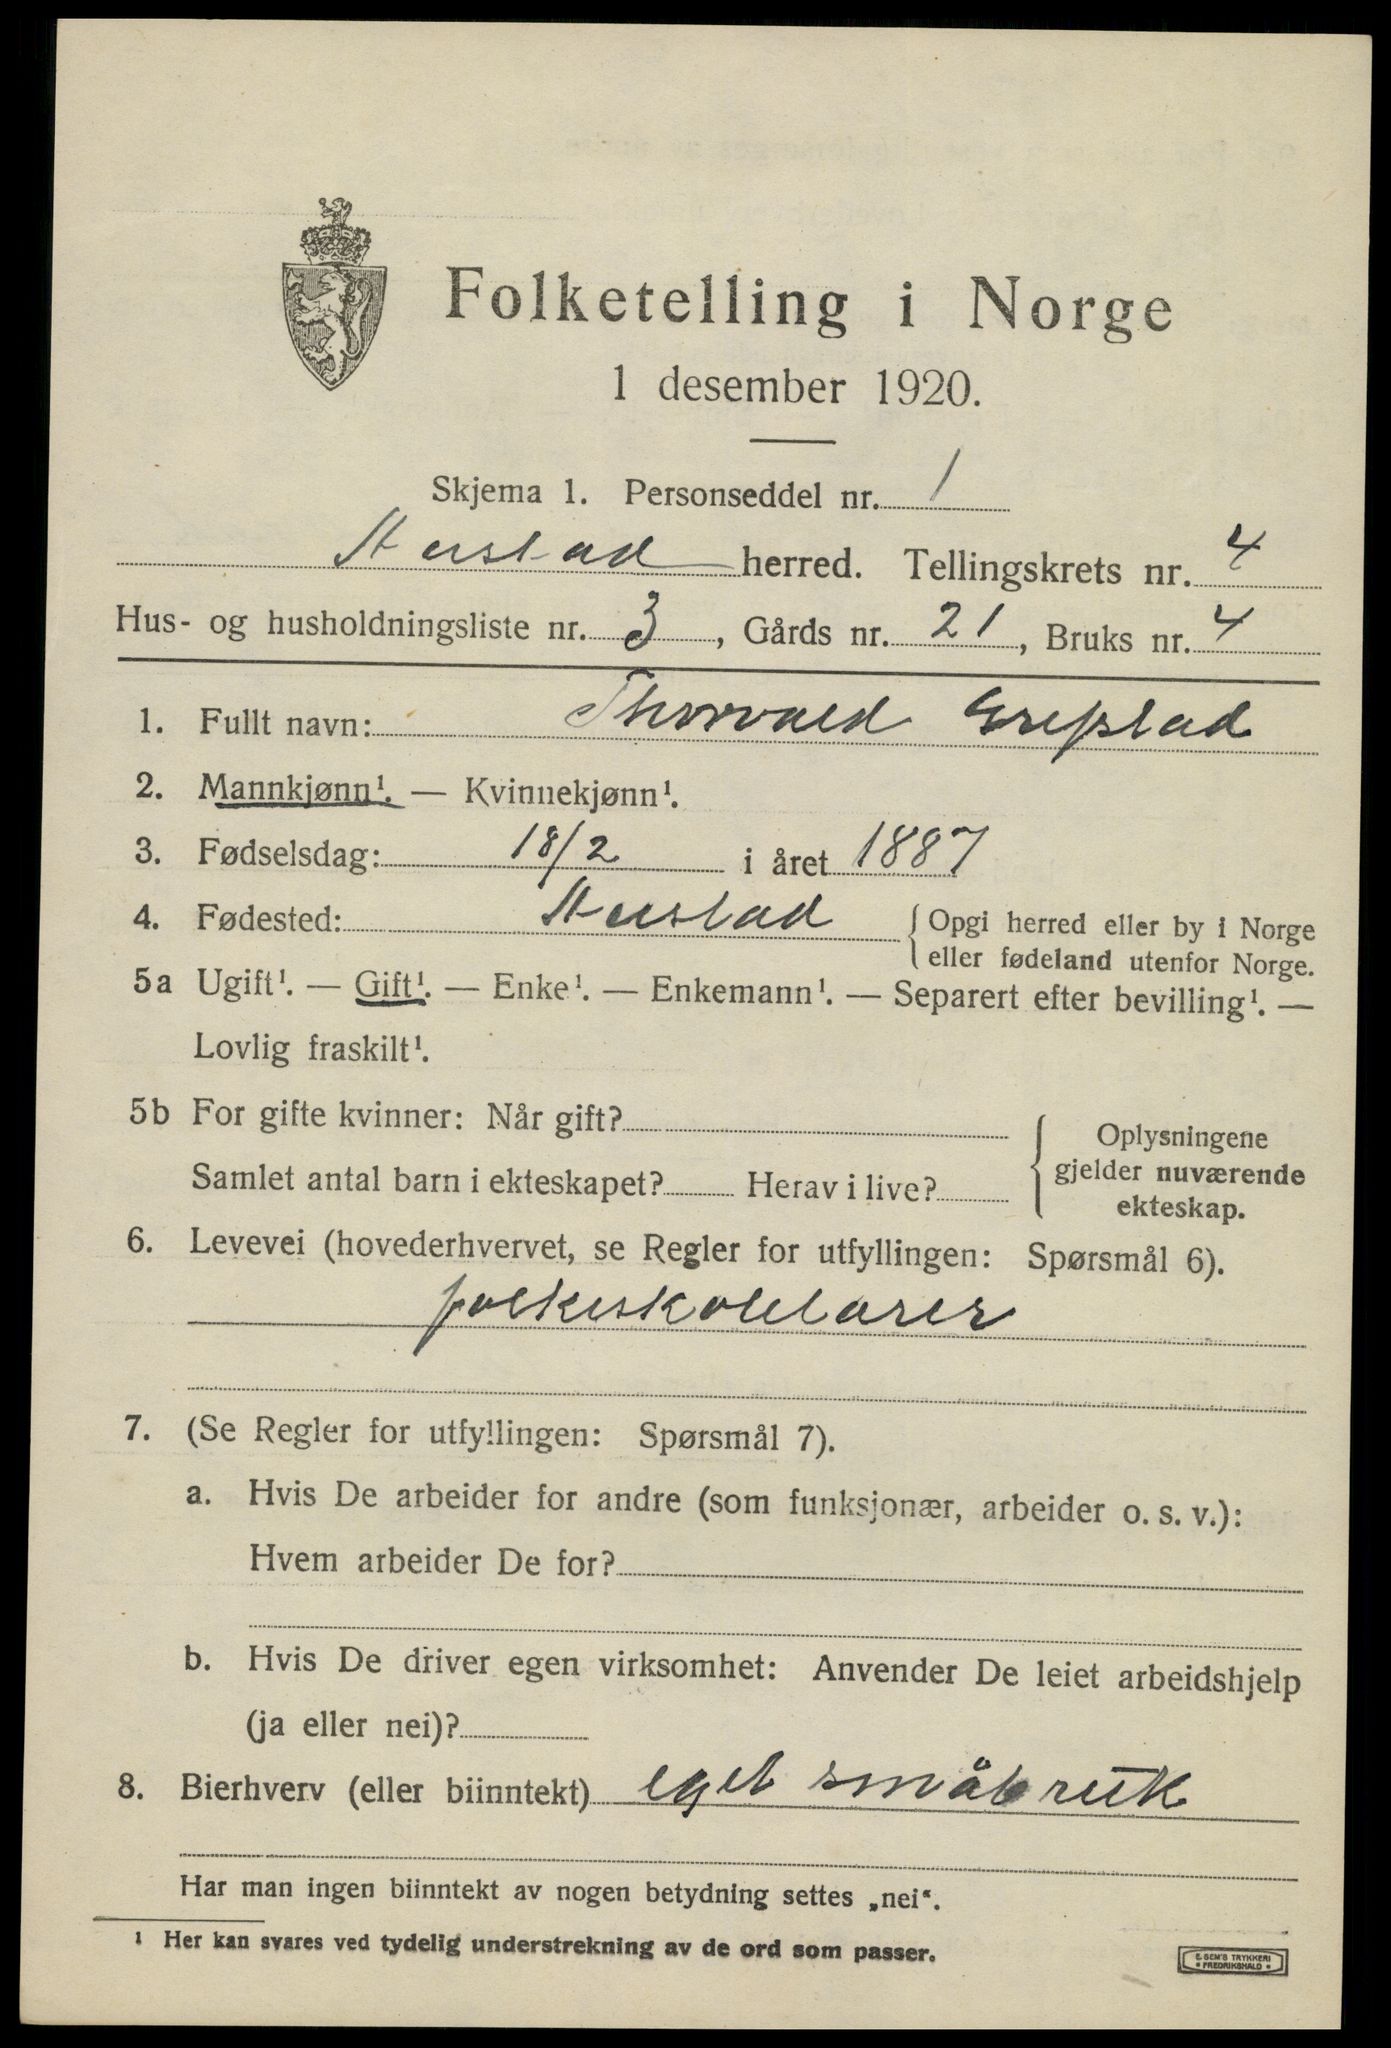 Folketelling i Norge
1 desember 1920.
Skjema 1. Personseddel nr. 1
herred. Tellingskrets nr. 4
Hus- og husholdningsliste nr. 3, Gårds nr. 21, Bruks nr. 4
1. Fullt navn: Thorvald
2. Mannkjønn¹. — Kvinnekjønn¹.
3. Fødselsdag: 18/2 i året 1887
4. Fødested: { Opgi herred eller by i Norge
eller fødeland utenfor Norge.
5a Ugift¹. — Gift¹. — Enke¹. — Enkemann¹. — Separert efter bevilling¹. —
Lovlig fraskilt¹.
5b For gifte kvinner: Når gift?
Samlet antal barn i ekteskapet? Herav i live?
Oplysningene
gjelder nuværende
ekteskap.
6. Levevei (hovederhvervet, se Regler for utfyllingen: Spørsmål 6).
folkeskolelærer
7. (Se Regler for utfyllingen: Spørsmål 7).
a. Hvis De arbeider for andre (som funksjonær, arbeider o. s. v.):
Hvem arbeider De for?
b. Hvis De driver egen virksomhet: Anvender De leiet arbeidshjelp
(ja eller nei)?
8. Bierhverv (eller biinntekt) eget småbruk
Har man ingen biinntekt av nogen betydning settes „nei“.
¹ Her kan svares ved tydelig understrekning av de ord som passer.
E. SEM'S TRYKKERI
FREDRIKSHALD